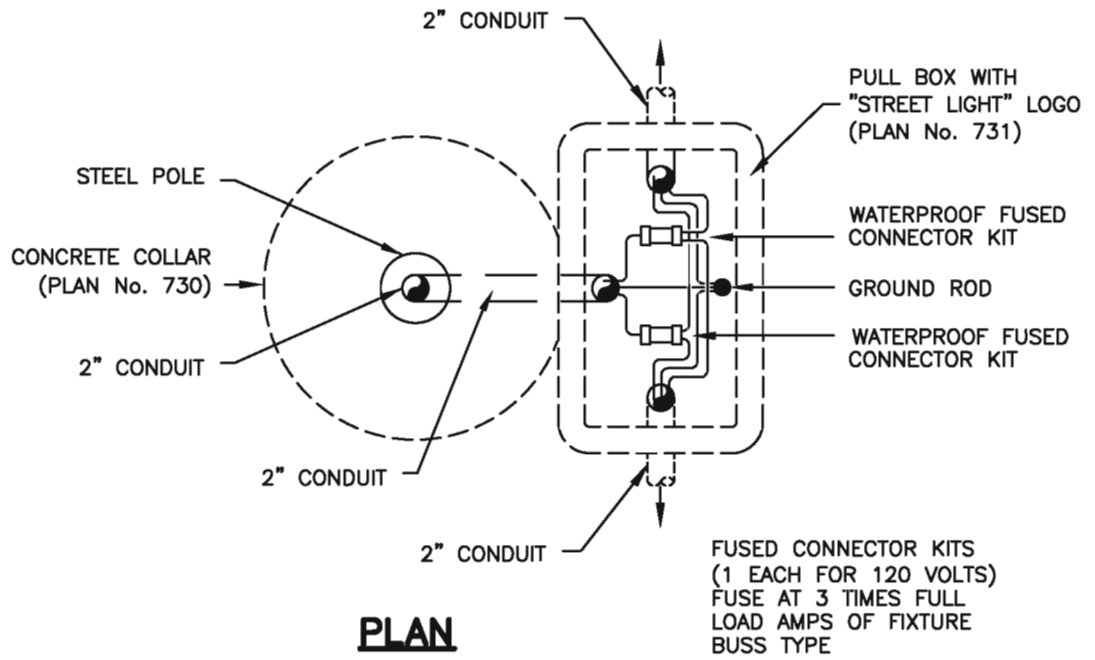 2" CONDUIT
PULL BOX WITH
"STREET LIGHT" LOGO
(PLAN No. 731)
STEEL POLE
WATERPROOF FUSED
CONNECTOR KIT
CONCRETE COLLAR
(PLAN No. 730)
GROUND ROD
WATERPROOF FUSED
CONNECTOR KIT
2" CONDUIT
2" CONDUIT
2" CONDUIT
FUSED CONNECTOR KITS
(1 EACH FOR 120 VOLTS)
FUSE AT 3 TIMES FULL
LOAD AMPS OF FIXTURE
BUSS TYPE
PLAN